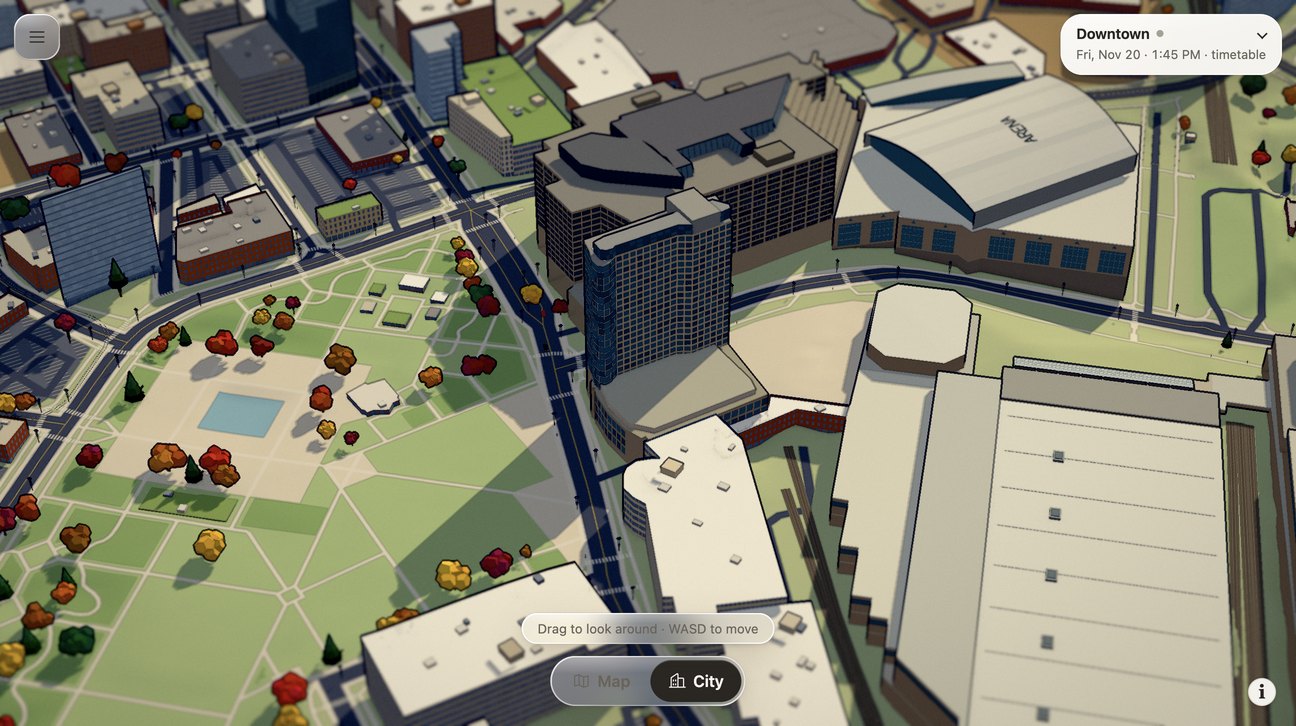 Downtown
Fri, Nov 20 · 1:45 PM · timetable
ARENA
Drag to look around · WASD to move
Map
City
i